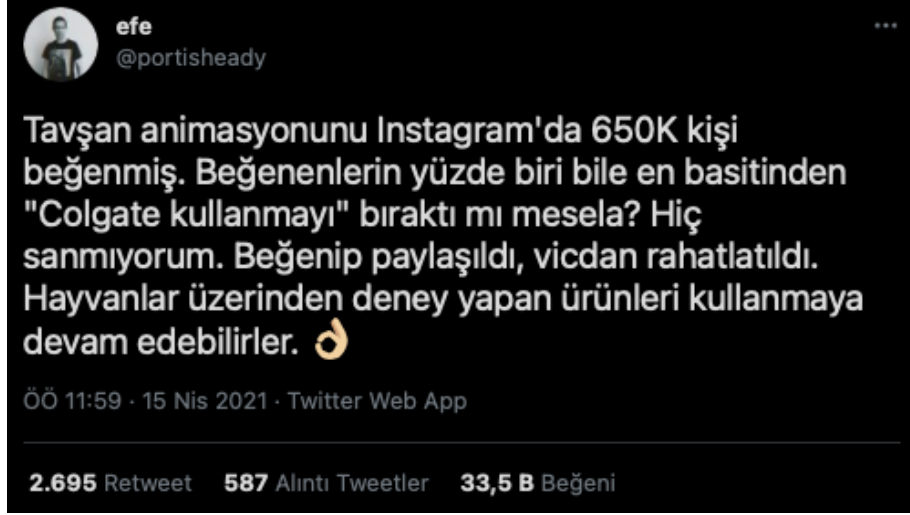 efe
@portisheady
Tavşan animasyonunu Instagram'da 650K kişi
beğenmiş. Beğenenlerin yüzde biri bile en basitinden
"Colgate kullanmayı" bıraktı mı mesela? Hiç
sanmıyorum. Beğenip paylaşıldı, vicdan rahatlatıldı.
Hayvanlar üzerinden deney yapan ürünleri kullanmaya
devam edebilirler. 👌🏼
ÖÖ 11:59 · 15 Nis 2021 · Twitter Web App
2.695 Retweet 587 Alıntı Tweetler 33,5 B Beğeni